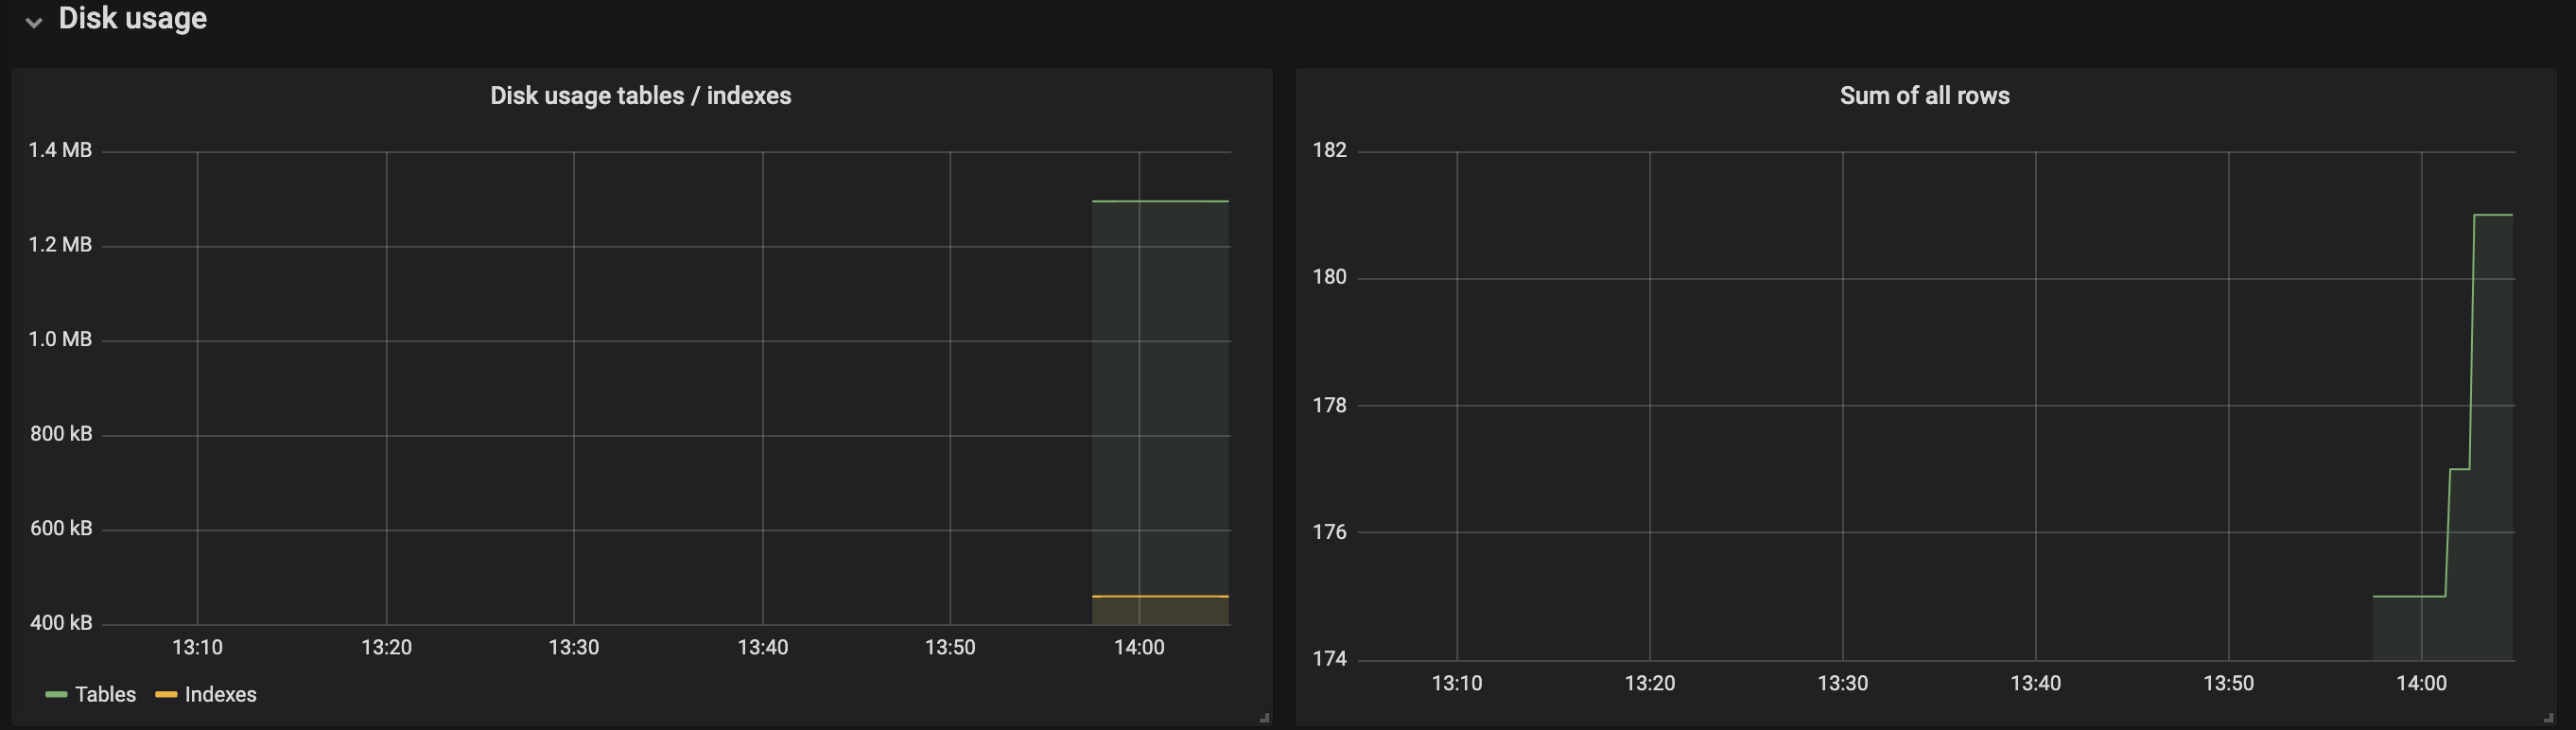 Disk usage
Disk usage tables / indexes
1.4 MB
1.2 MB
1.0 MB
800 kB
600 kB
400 kB
13:10 13:20 13:30 13:40 13:50 14:00
Tables Indexes
Sum of all rows
182
180
178
176
174
13:10 13:20 13:30 13:40 13:50 14:00